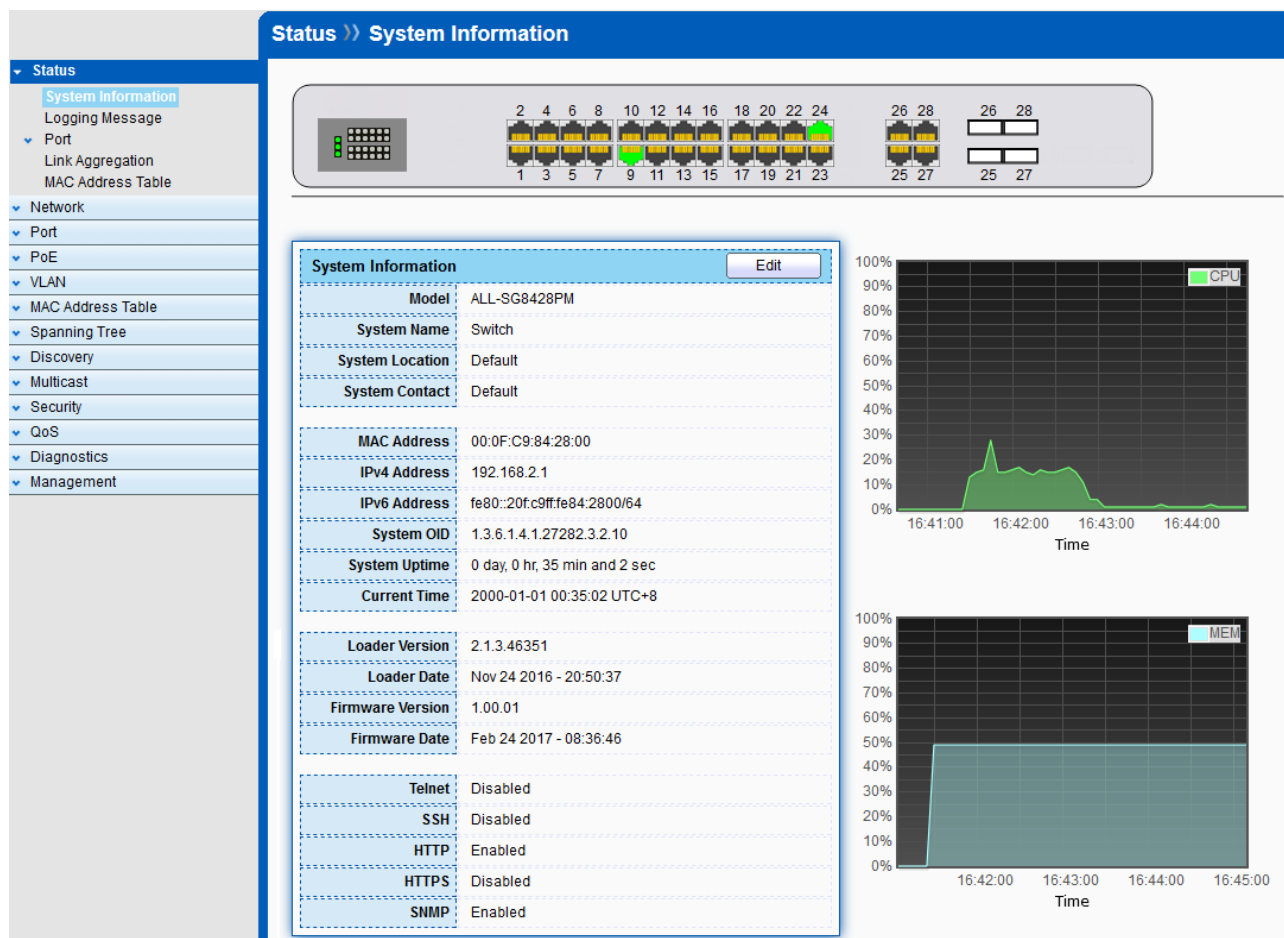 Status 》 System Information
Status
System Information
Logging Message
Port
Link Aggregation
MAC Address Table
Network
Port
PoE
VLAN
MAC Address Table
Spanning Tree
Discovery
Multicast
Security
QoS
Diagnostics
Management
2 4 6 8 10 12 14 16 18 20 22 24 26 28 26 28
1 3 5 7 9 11 13 15 17 19 21 23 25 27 25 27
System Information Edit
Model ALL-SG8428PM
System Name Switch
System Location Default
System Contact Default
MAC Address 00:0F:C9:84:28:00
IPv4 Address 192.168.2.1
IPv6 Address fe80::20f:c9ff:fe84:2800/64
System OID 1.3.6.1.4.1.27282.3.2.10
System Uptime 0 day, 0 hr, 35 min and 2 sec
Current Time 2000-01-01 00:35:02 UTC+8
Loader Version 2.1.3.46351
Loader Date Nov 24 2016 - 20:50:37
Firmware Version 1.00.01
Firmware Date Feb 24 2017 - 08:36:46
Telnet Disabled
SSH Disabled
HTTP Enabled
HTTPS Disabled
SNMP Enabled
CPU
100%
90%
80%
70%
60%
50%
40%
30%
20%
10%
0%
16:41:00 16:42:00 16:43:00 16:44:00
Time
MEM
100%
90%
80%
70%
60%
50%
40%
30%
20%
10%
0%
16:42:00 16:43:00 16:44:00 16:45:00
Time